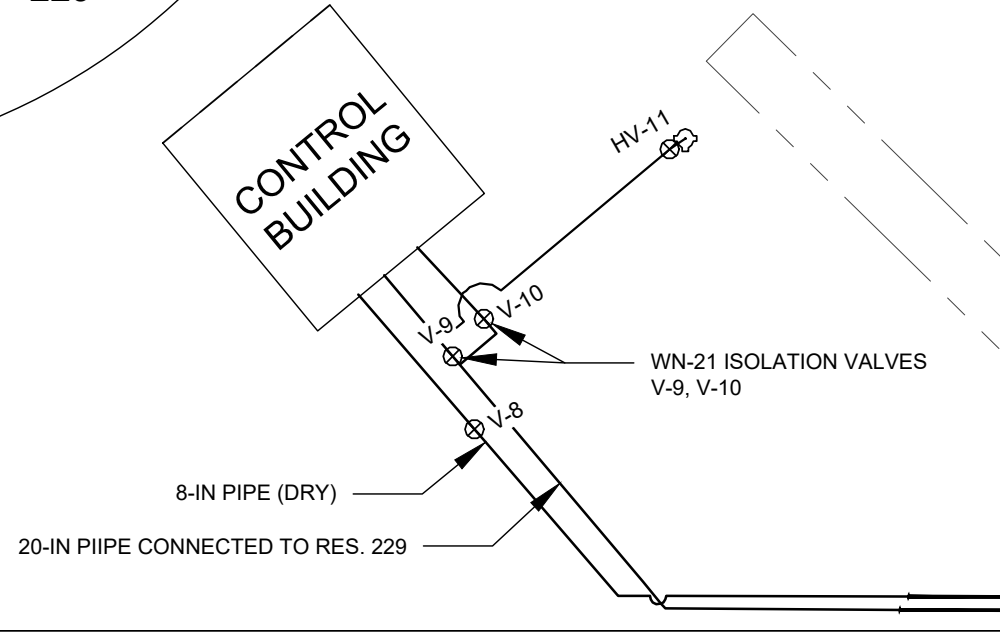 CONTROL
BUILDING
HV-11
V-10
V-9
WN-21 ISOLATION VALVES
V-9, V-10
V-8
8-IN PIPE (DRY)
20-IN PIIPE CONNECTED TO RES. 229